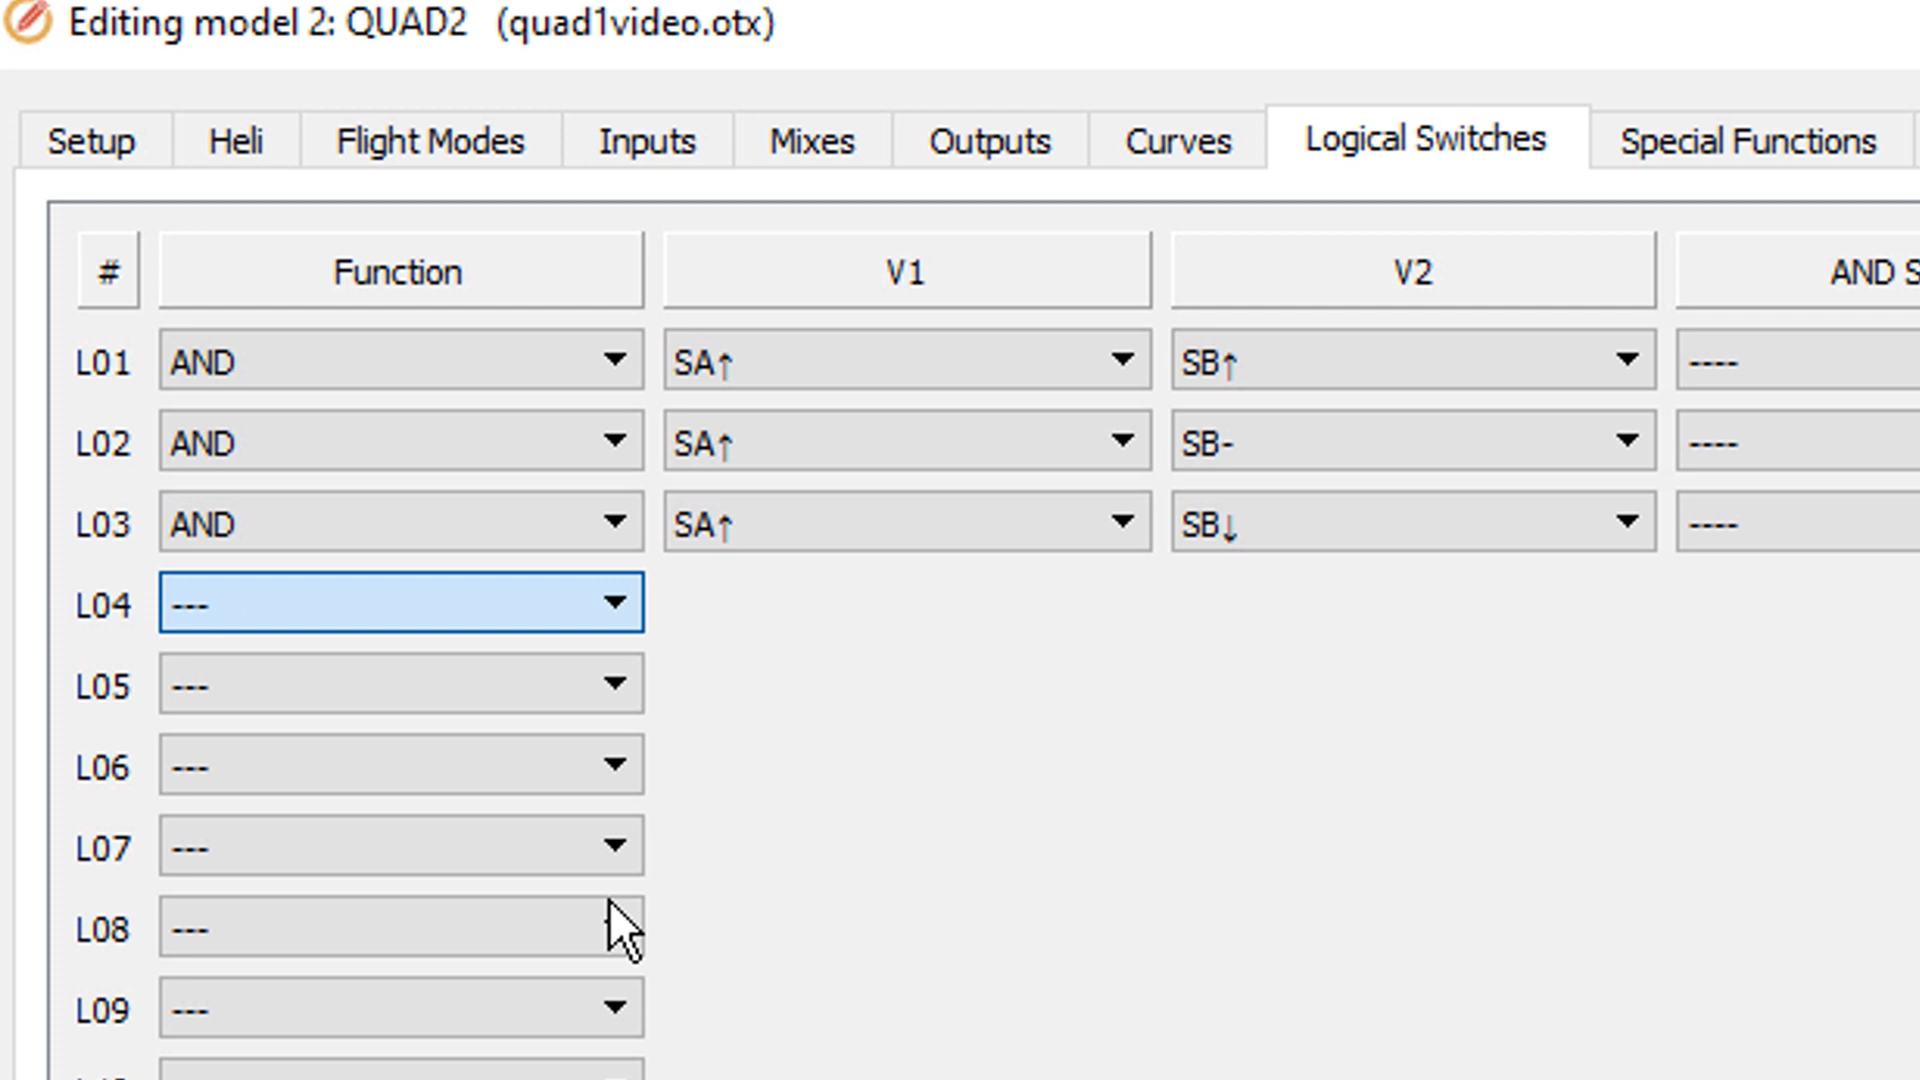 Editing model 2: QUAD2 (quad1video.otx)
Setup Heli Flight Modes Inputs Mixes Outputs Curves Logical Switches Special Functions
# Function V1 V2 AND S
L01 AND SA↑ SB↑ ----
L02 AND SA↑ SB- ----
L03 AND SA↑ SB↓ ----
L04 ---
L05 ---
L06 ---
L07 ---
L08 ---
L09 ---